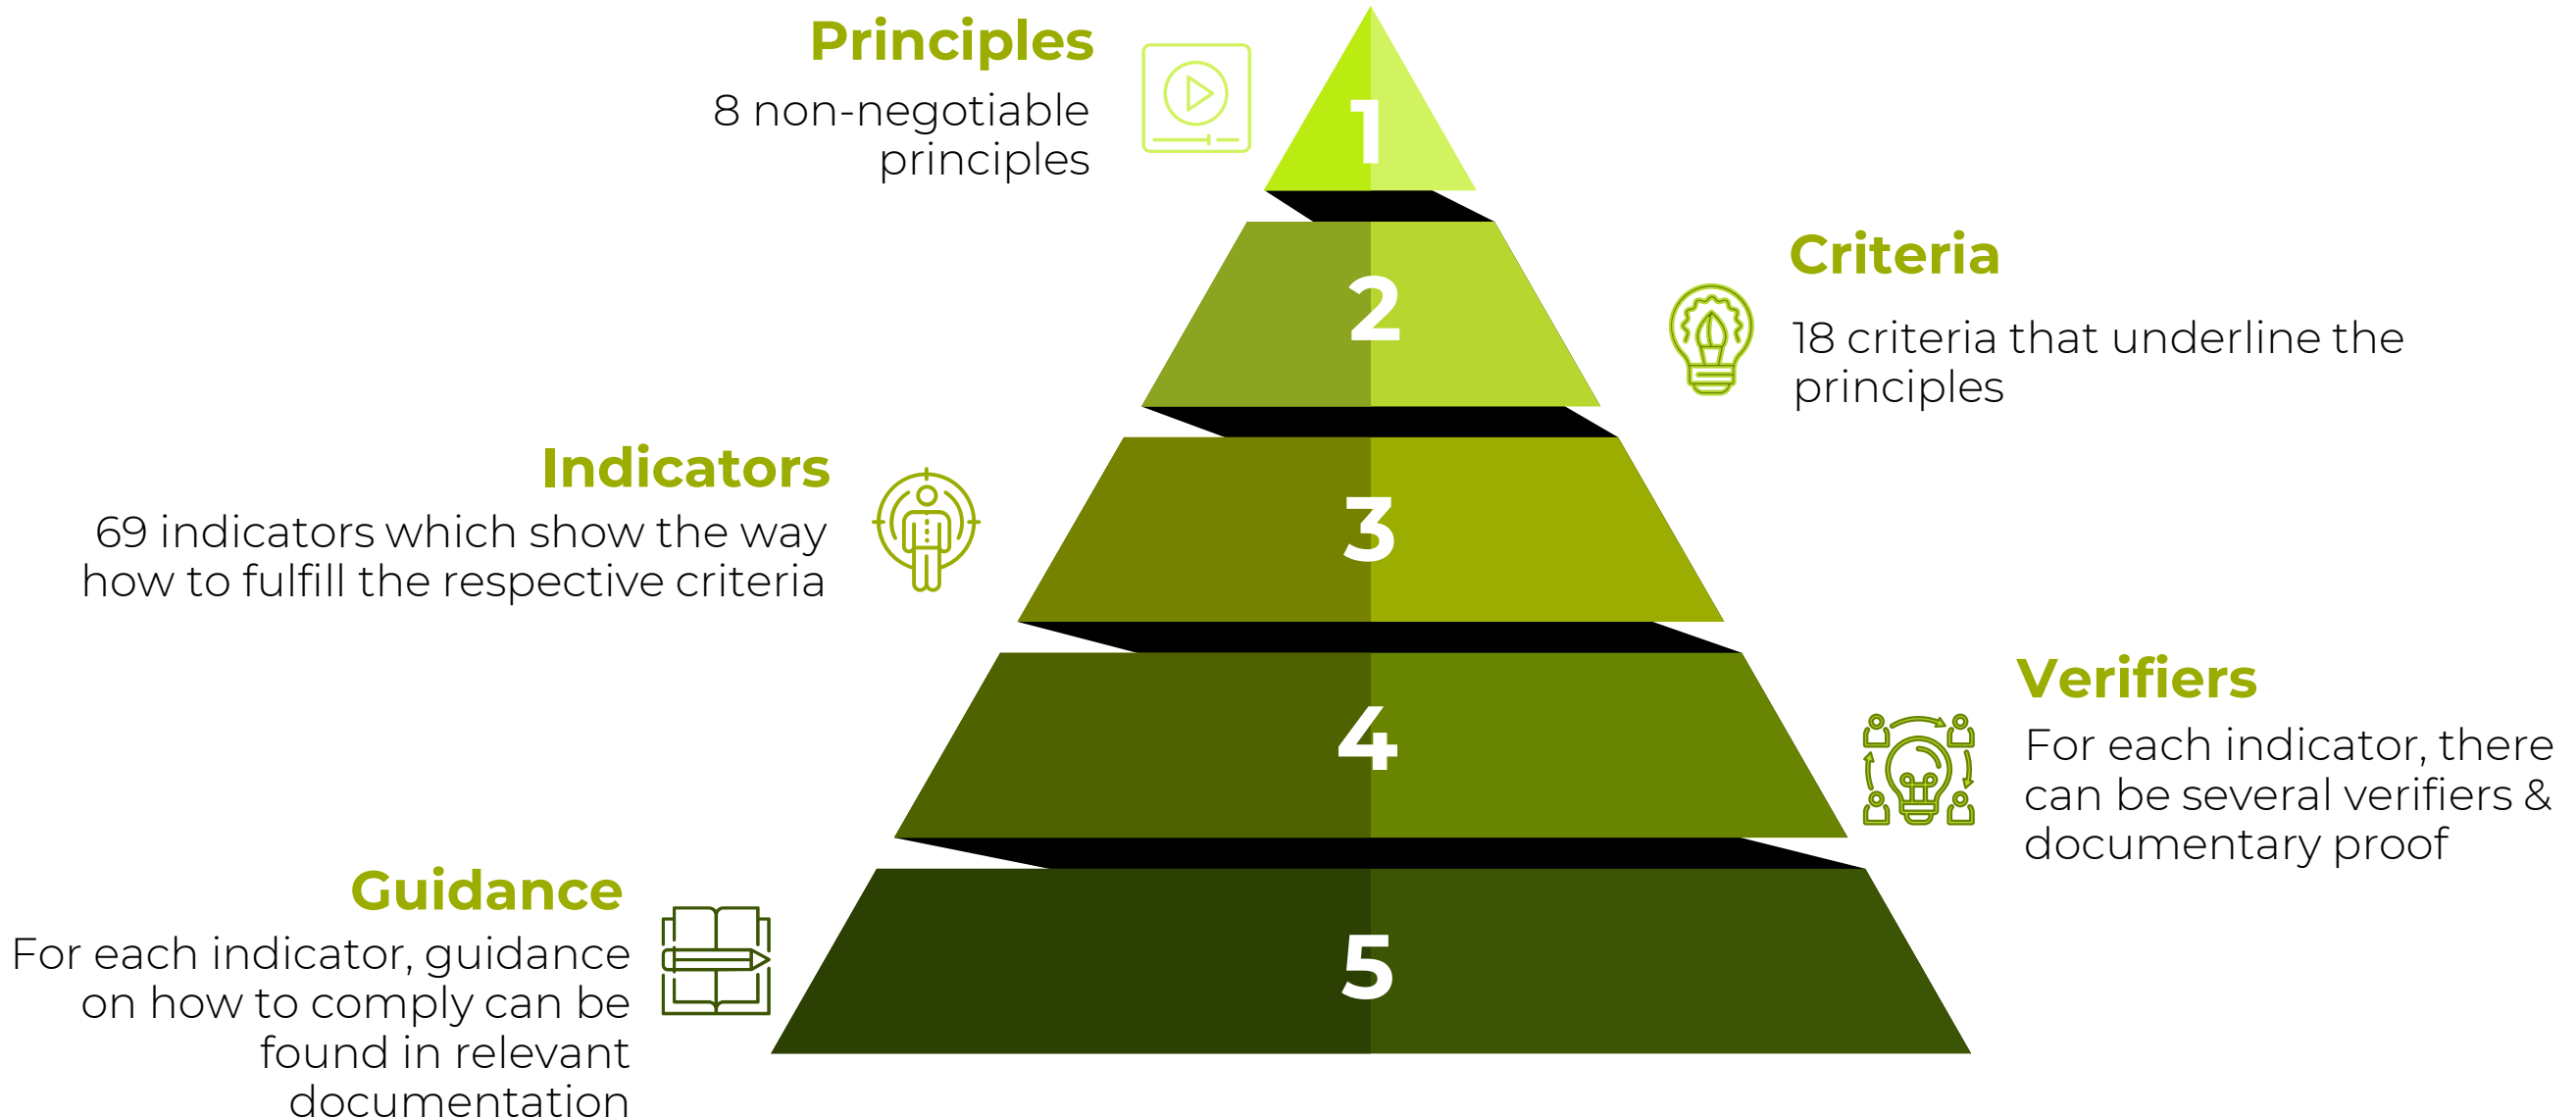 Principles
8 non-negotiable
principles
1
Criteria
18 criteria that underline the
principles
2
Indicators
69 indicators which show the way
how to fulfill the respective criteria
3
Verifiers
For each indicator, there
can be several verifiers &
documentary proof
4
Guidance
For each indicator, guidance
on how to comply can be
found in relevant
documentation
5